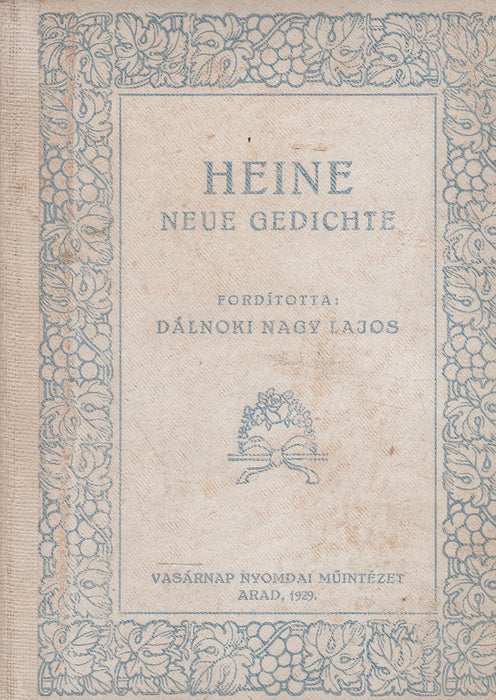 HEINE
NEUE GEDICHTE
FORDÍTOTTA:
DÁLNOKI NAGY LAJOS
VASÁRNAP NYOMDAI MŰINTÉZET
ARAD, 1929.